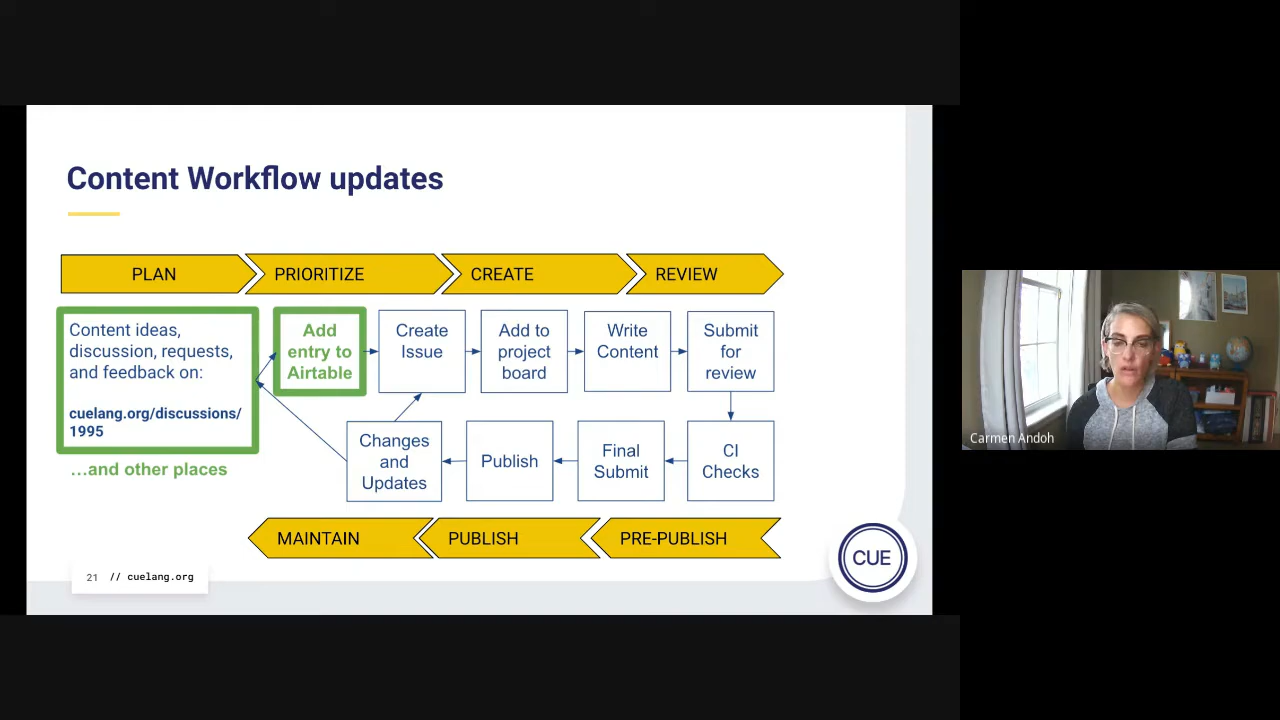 Content Workflow updates
PLAN
PRIORITIZE
CREATE
REVIEW
Content ideas,
discussion, requests,
and feedback on:
cuelang.org/discussions/
1995
…and other places
Add
entry to
Airtable
Create
Issue
Add to
project
board
Write
Content
Submit
for
review
Changes
and
Updates
Publish
Final
Submit
CI
Checks
MAINTAIN
PUBLISH
PRE-PUBLISH
21 // cuelang.org
CUE
Carmen Andoh